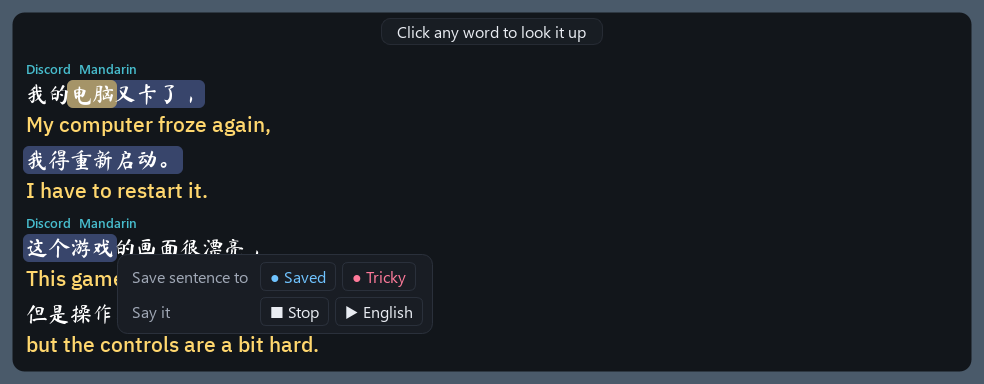 Click any word to look it up
Discord Mandarin
我的电脑又卡了，
My computer froze again,
我得重新启动。
I have to restart it.
Discord Mandarin
这个游戏的画面很漂亮，
This game
Save sentence to ● Saved ● Tricky
但是操作
Say it ■ Stop ▶ English
but the controls are a bit hard.